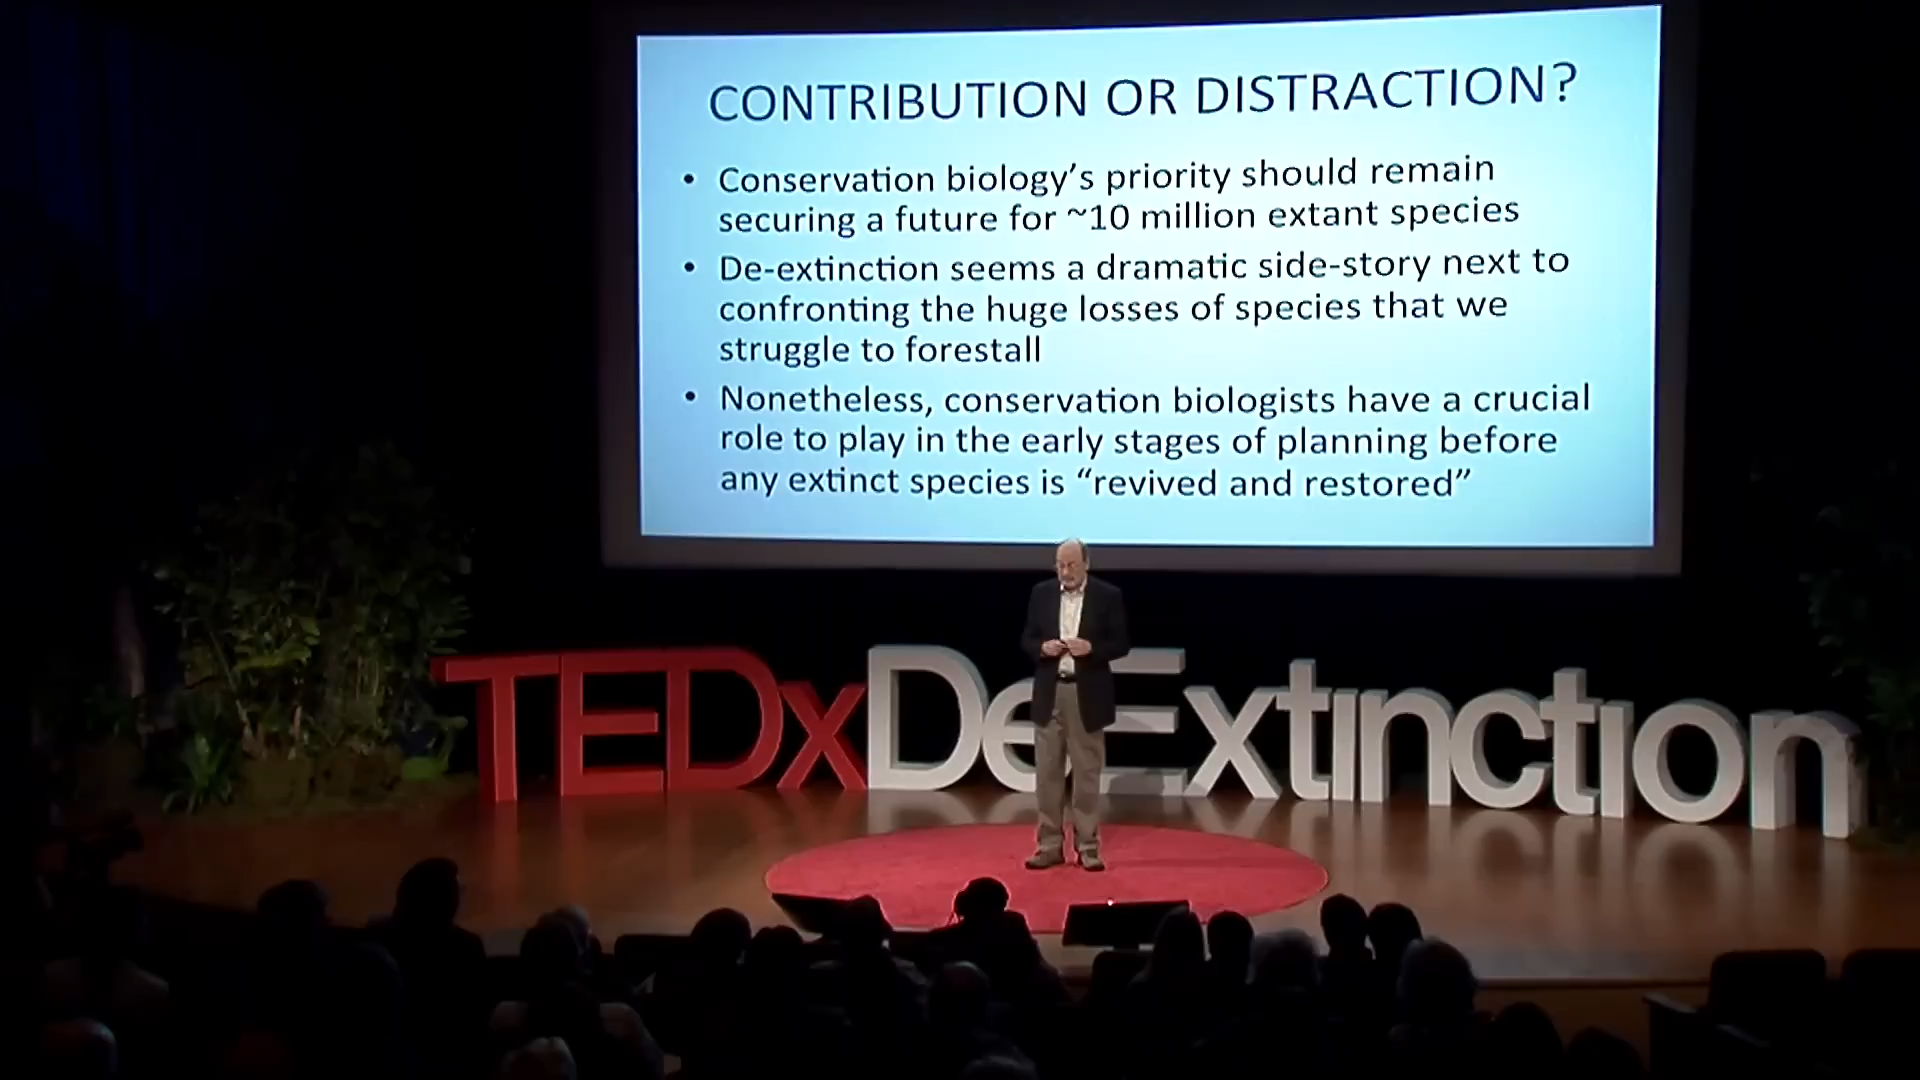 CONTRIBUTION OR DISTRACTION?
• Conservation biology’s priority should remain
securing a future for ~10 million extant species
• De-extinction seems a dramatic side-story next to
confronting the huge losses of species that we
struggle to forestall
• Nonetheless, conservation biologists have a crucial
role to play in the early stages of planning before
any extinct species is “revived and restored”
TEDxDeExtinction